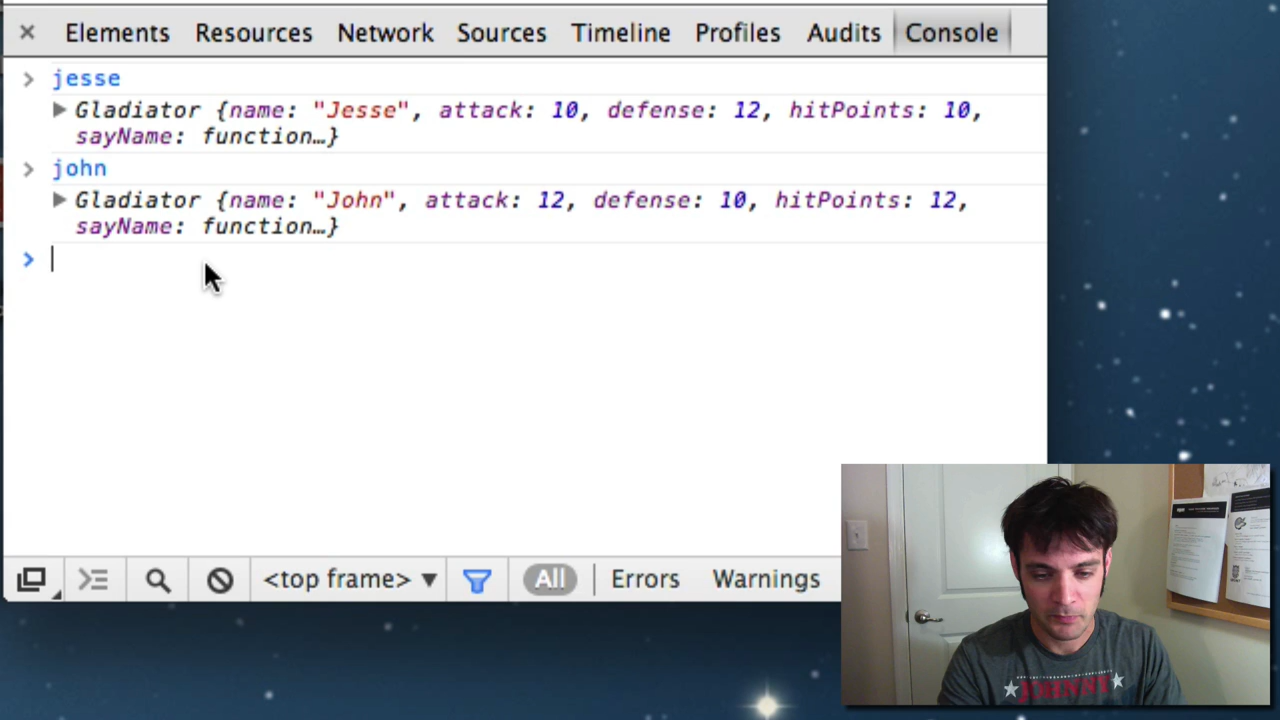 × Elements Resources Network Sources Timeline Profiles Audits Console
> jesse
▶ Gladiator {name: "Jesse", attack: 10, defense: 12, hitPoints: 10,
sayName: function…}
> john
▶ Gladiator {name: "John", attack: 12, defense: 10, hitPoints: 12,
sayName: function…}
>
<top frame> ▼ All Errors Warnings
JOHNNY